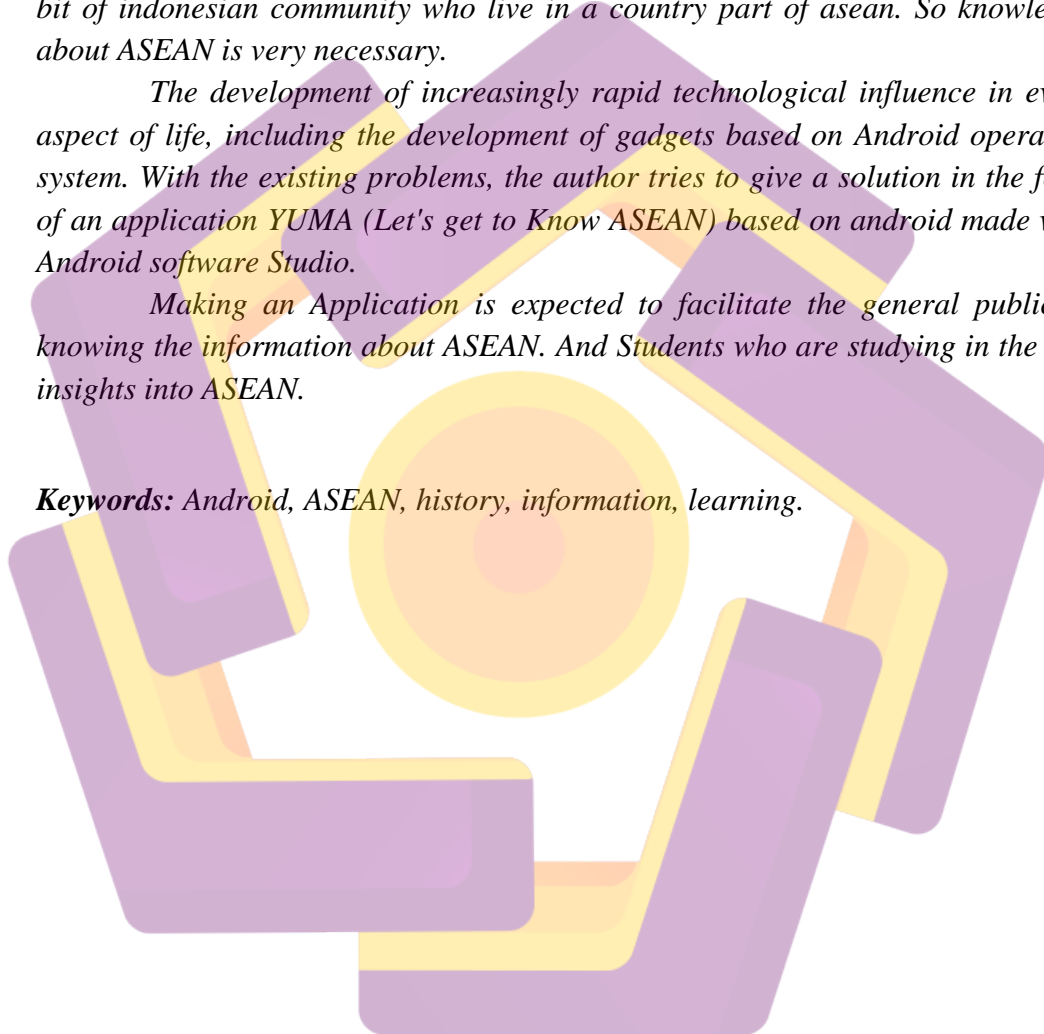 bit of indonesian community who live in a country part of asean. So knowle
about ASEAN is very necessary.
The development of increasingly rapid technological influence in ev
aspect of life, including the development of gadgets based on Android opera
system. With the existing problems, the author tries to give a solution in the f
of an application YUMA (Let's get to Know ASEAN) based on android made
Android software Studio.
Making an Application is expected to facilitate the general public
knowing the information about ASEAN. And Students who are studying in the
insights into ASEAN.
Keywords: Android, ASEAN, history, information, learning.